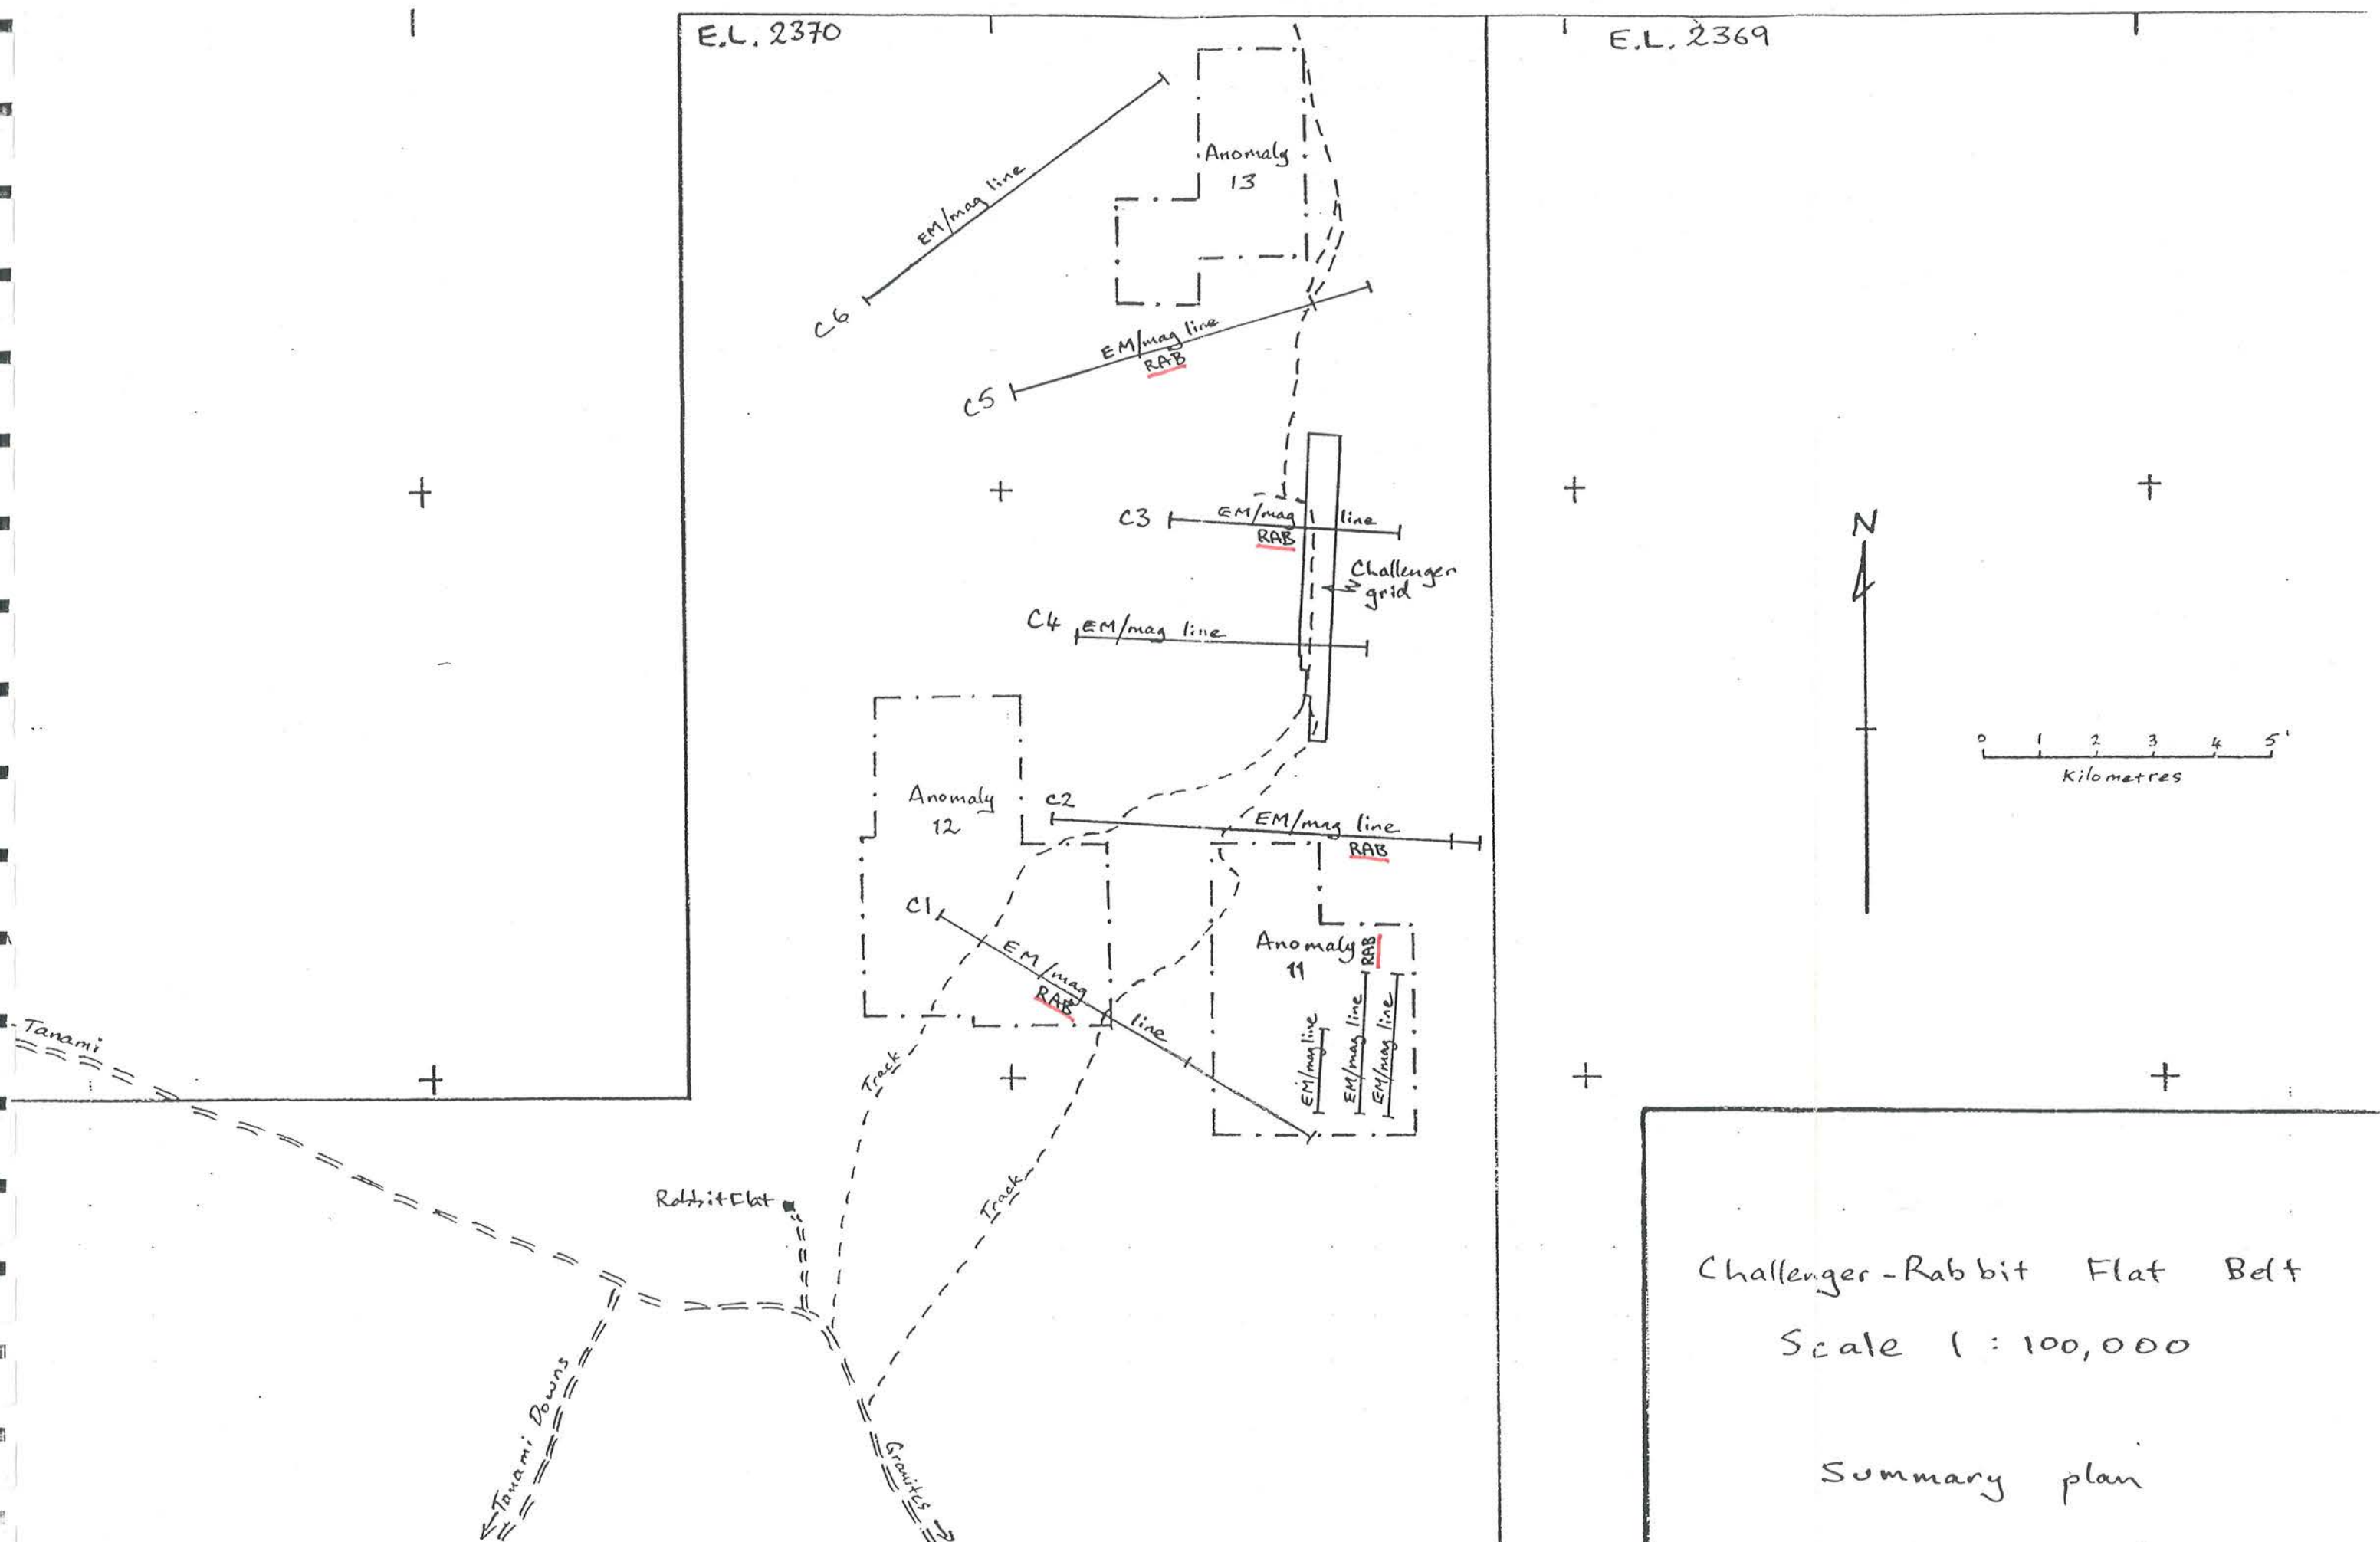 E.L. 2370
E.L. 2369
Anomaly
13
EM/mag line
C6
EM/mag line
RAB
C5
C3
EM/mag line
RAB
Challenger
grid
N
C4
EM/mag line
0 1 2 3 4 5
Kilometres
Anomaly
12
C2
EM/mag line
RAB
C1
EM/mag line
RAB
Anomaly
11
RAB
EM/mag line
EM/mag line
EM/mag line
Tanami
Track
Track
Rabbit Flat
Tanami Downs
Granites
Challenger - Rabbit Flat Belt
Scale 1 : 100,000
Summary plan